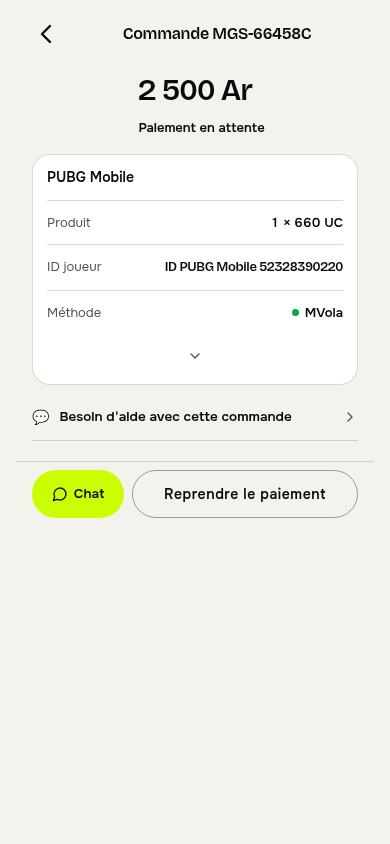 Commande MGS-66458C
2 500 Ar
Paiement en attente
PUBG Mobile
Produit 1 × 660 UC
ID joueur ID PUBG Mobile 52328390220
Méthode MVola
Besoin d'aide avec cette commande
Chat Reprendre le paiement